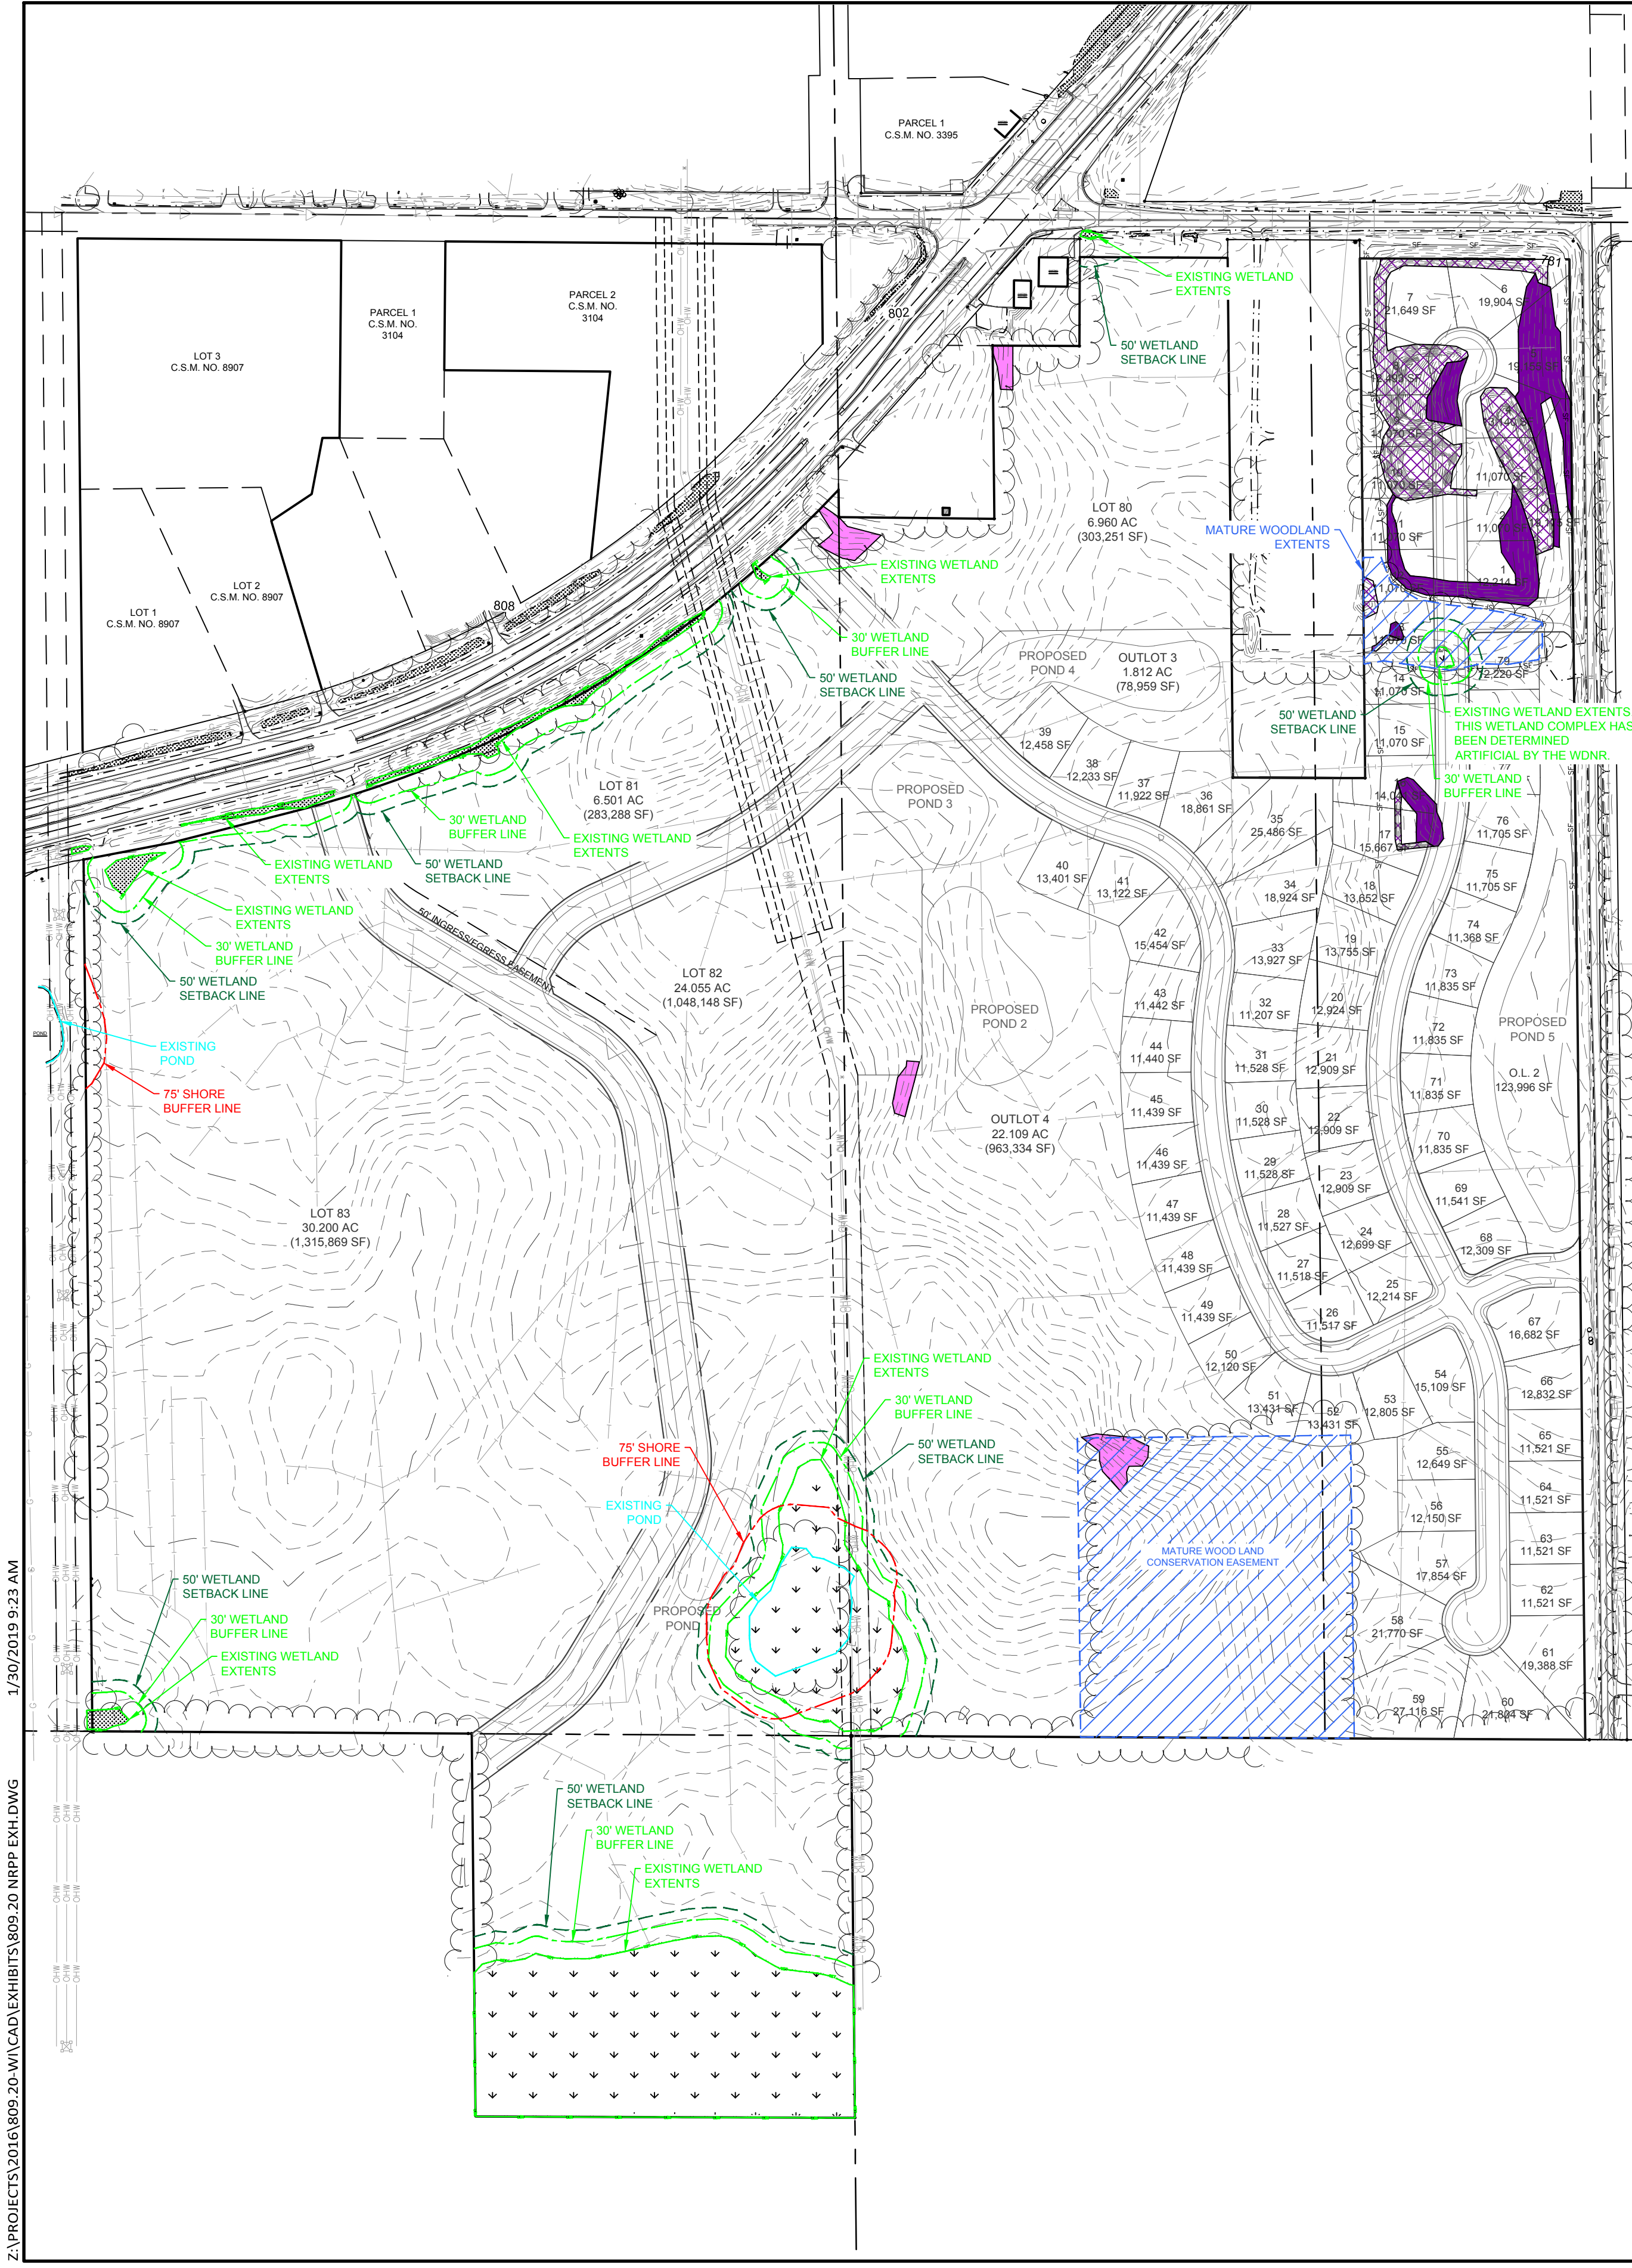 PARCEL 1
C.S.M. NO. 3395
PARCEL 2
C.S.M. NO.
3104
PARCEL 1
C.S.M. NO.
3104
LOT 3
C.S.M. NO. 8907
LOT 2
C.S.M. NO. 8907
LOT 1
C.S.M. NO. 8907
802
808
781
EXISTING WETLAND
EXTENTS
50' WETLAND
SETBACK LINE
7
21,649 SF
6
19,904 SF
LOT 80
6.960 AC
(303,251 SF)
MATURE WOODLAND
EXTENTS
11,070 SF
EXISTING WETLAND
EXTENTS
30' WETLAND
BUFFER LINE
50' WETLAND
SETBACK LINE
PROPOSED
POND 4
OUTLOT 3
1.812 AC
(78,959 SF)
14
11,070 SF
79
12,220 SF
50' WETLAND
SETBACK LINE
EXISTING WETLAND EXTENTS
THIS WETLAND COMPLEX HAS
BEEN DETERMINED
ARTIFICIAL BY THE WDNR.
30' WETLAND
BUFFER LINE
15
11,070 SF
39
12,458 SF
38
12,233 SF
37
11,922 SF
36
18,861 SF
35
25,486 SF
17
15,667 SF
77
76
11,705 SF
75
11,705 SF
74
11,368 SF
73
11,835 SF
72
11,835 SF
71
11,835 SF
70
11,835 SF
69
11,541 SF
68
12,309 SF
PROPOSED
POND 5
O.L. 2
123,996 SF
LOT 81
6.501 AC
(283,288 SF)
PROPOSED
POND 3
30' WETLAND
BUFFER LINE
EXISTING WETLAND
EXTENTS
50' WETLAND
SETBACK LINE
EXISTING WETLAND
EXTENTS
EXISTING WETLAND
EXTENTS
30' WETLAND
BUFFER LINE
50' WETLAND
SETBACK LINE
50' INGRESS/EGRESS EASEMENT
40
13,401 SF
41
13,122 SF
34
18,924 SF
18
13,652 SF
42
15,454 SF
33
13,927 SF
19
13,755 SF
43
11,442 SF
32
11,207 SF
20
12,924 SF
44
11,440 SF
31
11,528 SF
21
12,909 SF
45
11,439 SF
30
11,528 SF
22
12,909 SF
46
11,439 SF
29
11,528 SF
23
12,909 SF
47
11,439 SF
28
11,527 SF
24
12,699 SF
48
11,439 SF
27
11,518 SF
25
12,214 SF
49
11,439 SF
26
11,517 SF
50
12,120 SF
51
13,431 SF
52
13,431 SF
53
12,805 SF
54
15,109 SF
67
16,682 SF
66
12,832 SF
65
11,521 SF
55
12,649 SF
64
11,521 SF
56
12,150 SF
63
11,521 SF
57
17,854 SF
62
11,521 SF
58
21,770 SF
61
19,388 SF
59
27,116 SF
60
LOT 82
24.055 AC
(1,048,148 SF)
PROPOSED
POND 2
EXISTING
POND
POND
75' SHORE
BUFFER LINE
OUTLOT 4
22.109 AC
(963,334 SF)
LOT 83
30.200 AC
(1,315,869 SF)
EXISTING WETLAND
EXTENTS
30' WETLAND
BUFFER LINE
50' WETLAND
SETBACK LINE
75' SHORE
BUFFER LINE
EXISTING
POND
PROPOSED
POND
MATURE WOOD LAND
CONSERVATION EASEMENT
50' WETLAND
SETBACK LINE
30' WETLAND
BUFFER LINE
EXISTING WETLAND
EXTENTS
50' WETLAND
SETBACK LINE
30' WETLAND
BUFFER LINE
EXISTING WETLAND
EXTENTS
Z:\PROJECTS\2016\809.20-WI\CAD\EXHIBITS\809.20 NRPP EXH.DWG 1/30/2019 9:23 AM